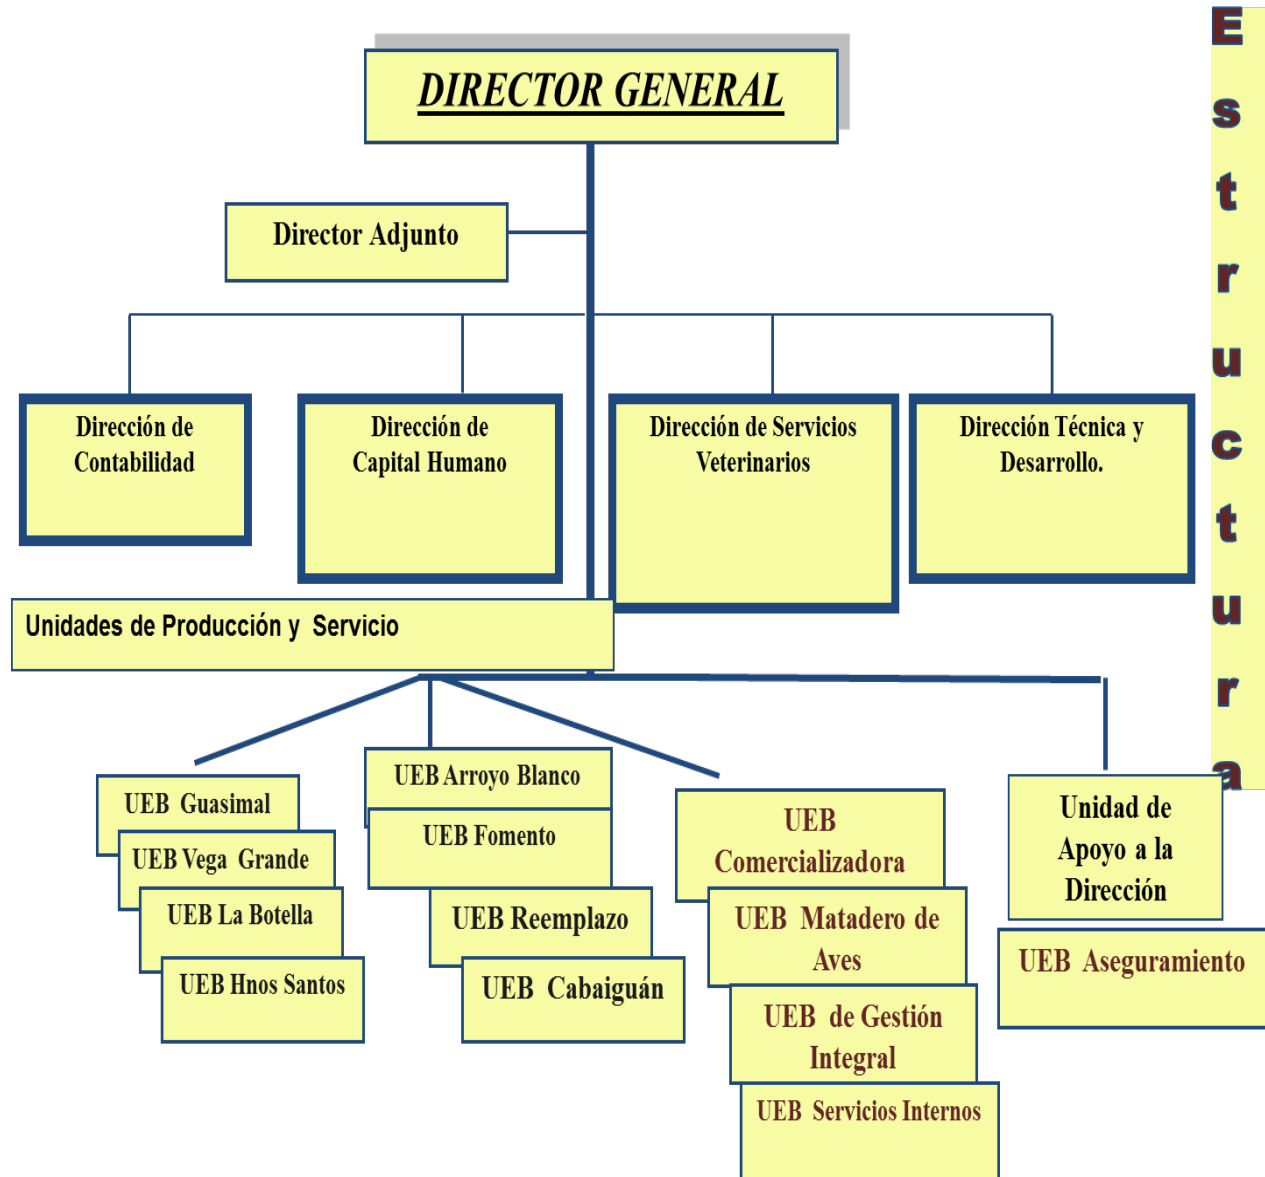 DIRECTOR GENERAL
Director Adjunto
Dirección de
Contabilidad
Dirección de
Capital Humano
Dirección de Servicios
Veterinarios
Dirección Técnica y
Desarrollo.
Unidades de Producción y Servicio
UEB Guasimal
UEB Vega Grande
UEB La Botella
UEB Hnos Santos
UEB Arroyo Blanco
UEB Fomento
UEB Reemplazo
UEB Cabaiguán
UEB
Comercializadora
UEB Matadero de
Aves
UEB de Gestión
Integral
UEB Servicios Internos
Unidad de
Apoyo a la
Dirección
UEB Aseguramiento
Estructura